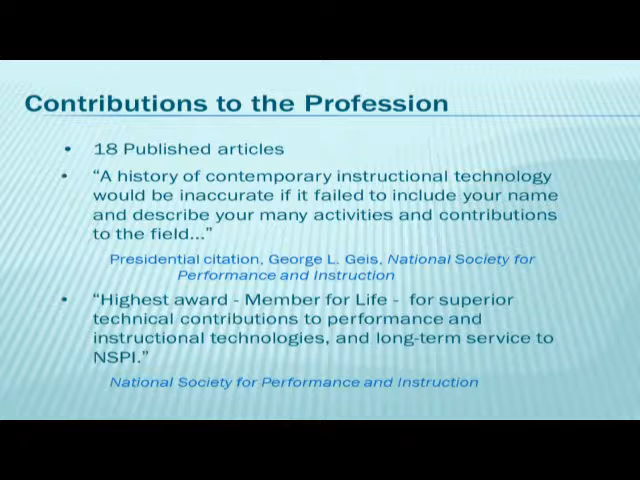 Contributions to the Profession
• 18 Published articles
• “A history of contemporary instructional technology
would be inaccurate if it failed to include your name
and describe your many activities and contributions
to the field...”
Presidential citation, George L. Geis, National Society for
Performance and Instruction
• “Highest award - Member for Life - for superior
technical contributions to performance and
instructional technologies, and long-term service to
NSPI.”
National Society for Performance and Instruction